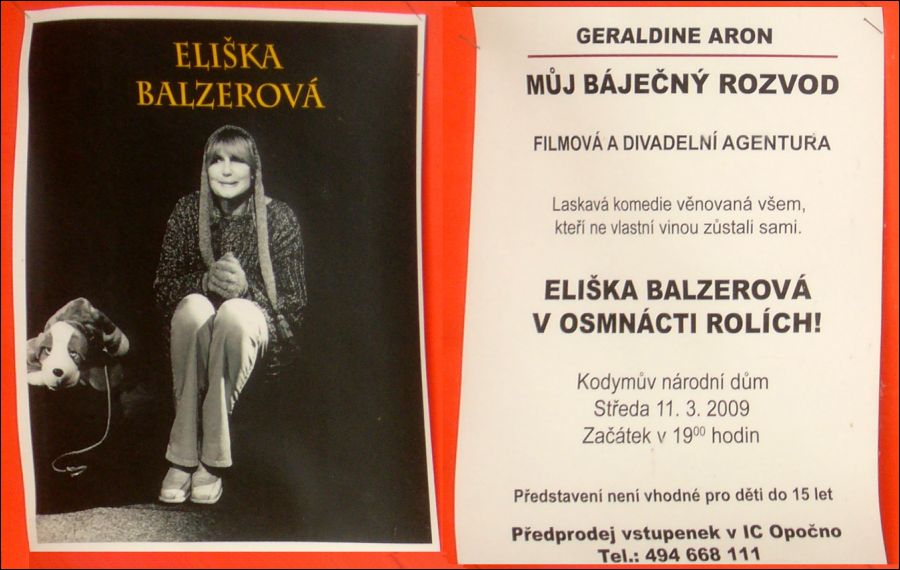 ELIŠKA
BALZEROVÁ
GERALDINE ARON
MŮJ BÁJEČNÝ ROZVOD
FILMOVÁ A DIVADELNÍ AGENTURA
Laskavá komedie věnovaná všem,
kteří ne vlastní vinou zůstali sami.
ELIŠKA BALZEROVÁ
V OSMNÁCTI ROLÍCH!
Kodymův národní dům
Středa 11. 3. 2009
Začátek v 19⁰⁰ hodin
Představení není vhodné pro děti do 15 let
Předprodej vstupenek v IC Opočno
Tel.: 494 668 111